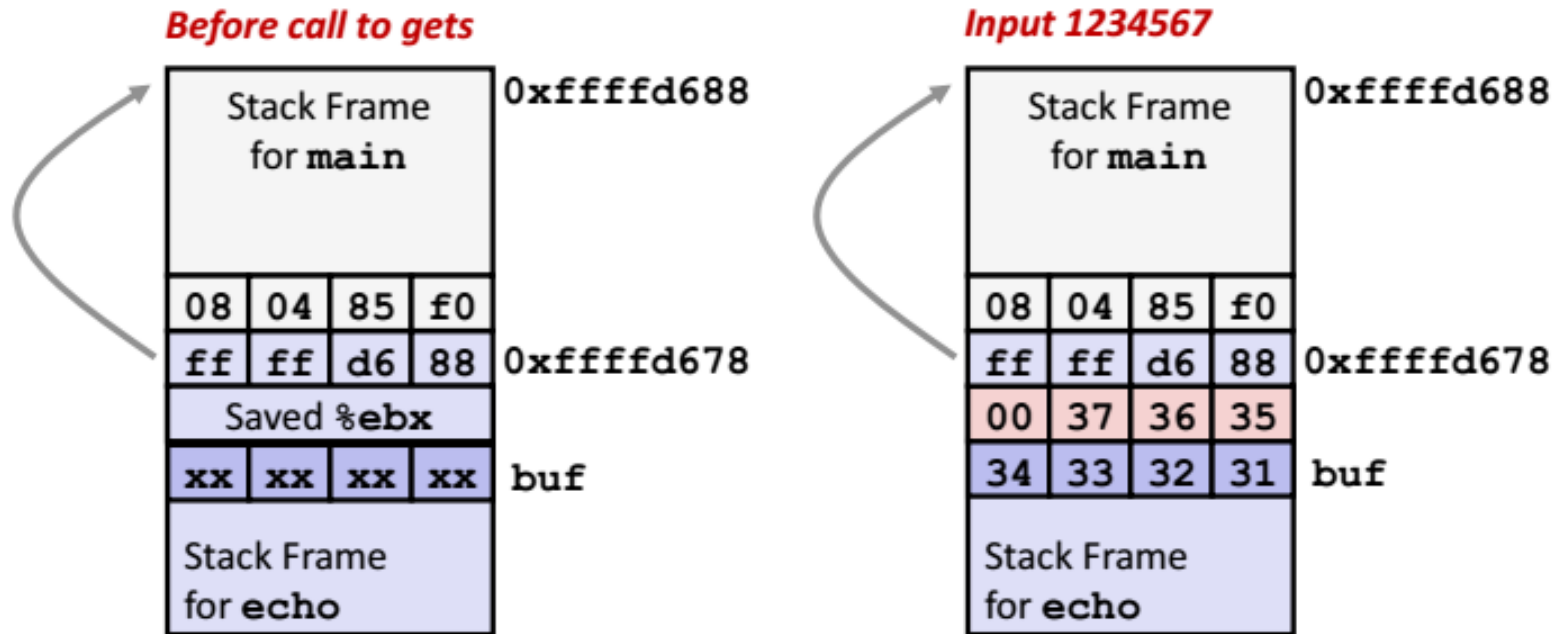 Before call to gets
Stack Frame
for main
0xffffd688
08 04 85 f0
ff ff d6 88 0xffffd678
Saved %ebx
xx xx xx xx buf
Stack Frame
for echo
Input 1234567
Stack Frame
for main
0xffffd688
08 04 85 f0
ff ff d6 88 0xffffd678
00 37 36 35
34 33 32 31 buf
Stack Frame
for echo